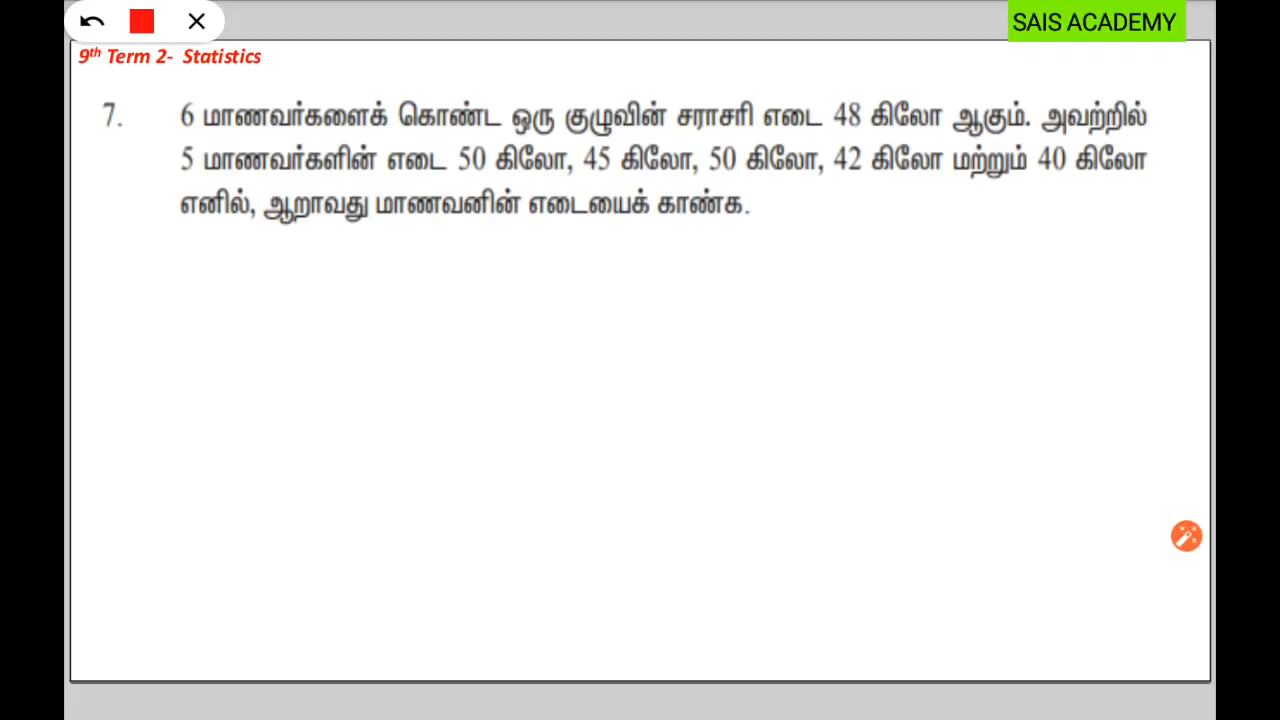 SAIS ACADEMY
9th Term 2- Statistics
7. 6 மாணவர்களைக் கொண்ட ஒரு குழுவின் சராசரி எடை 48 கிலோ ஆகும். அவற்றில்
5 மாணவர்களின் எடை 50 கிலோ, 45 கிலோ, 50 கிலோ, 42 கிலோ மற்றும் 40 கிலோ
எனில், ஆறாவது மாணவனின் எடையைக் காண்க.